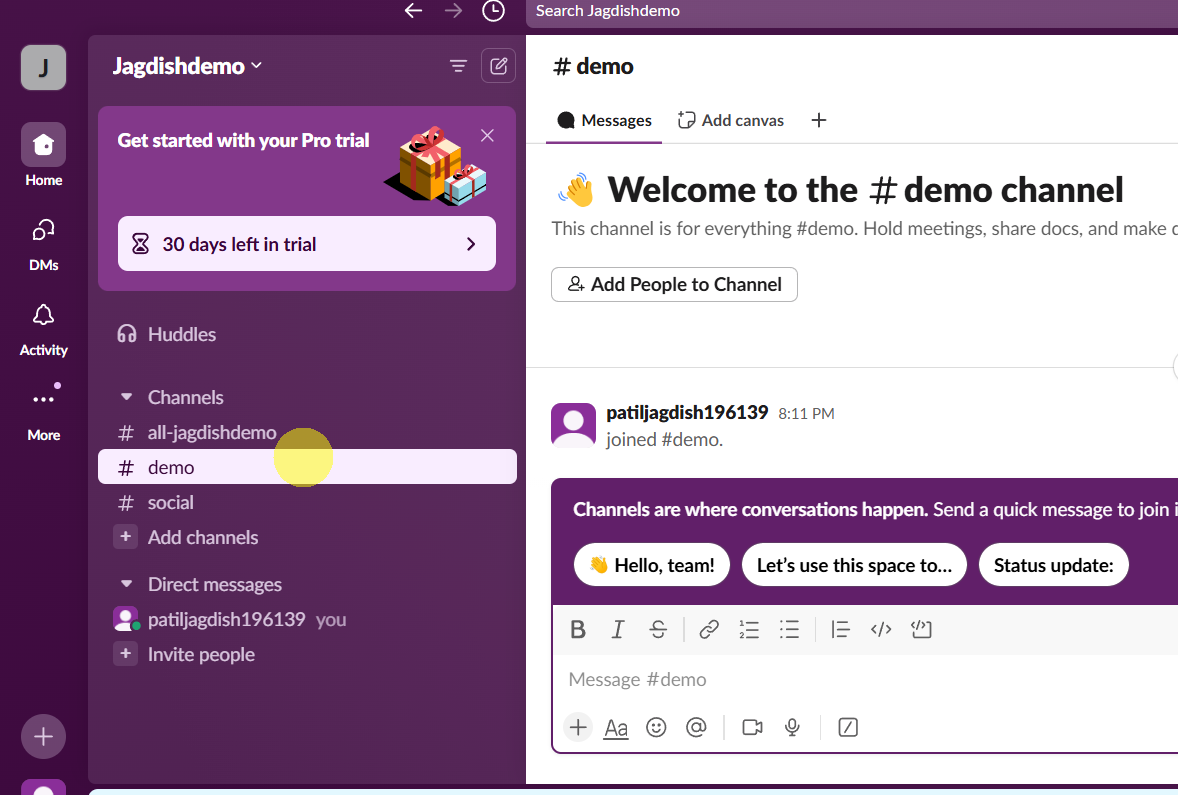 Search Jagdishdemo
J
Home
DMs
Activity
More
Jagdishdemo
Get started with your Pro trial
30 days left in trial
Huddles
Channels
# all-jagdishdemo
# demo
# social
+ Add channels
Direct messages
patiljagdish196139 you
+ Invite people
# demo
Messages
Add canvas
Welcome to the # demo channel
This channel is for everything #demo. Hold meetings, share docs, and make
Add People to Channel
patiljagdish196139 8:11 PM
joined #demo.
Channels are where conversations happen. Send a quick message to join
Hello, team!
Let’s use this space to…
Status update:
B I S
Message #demo
Aa